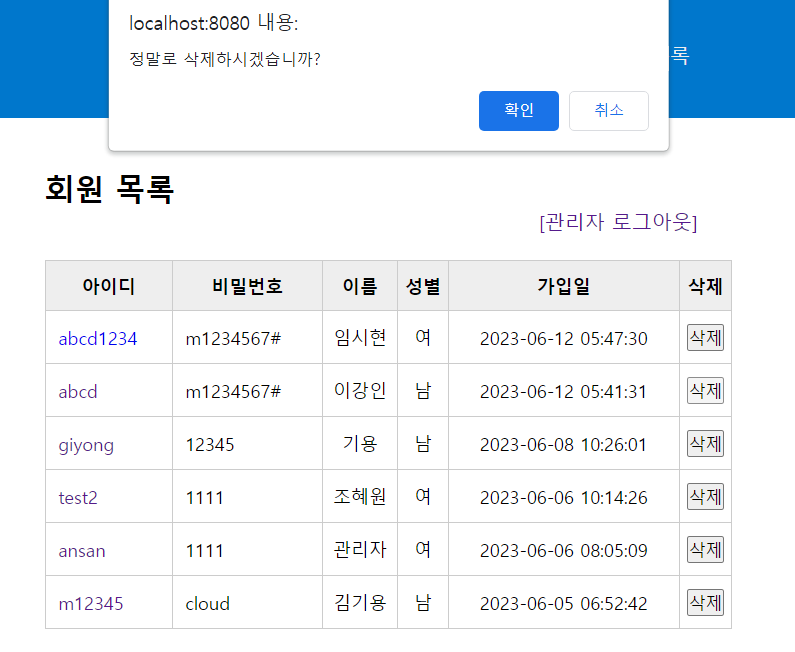 localhost:8080 내용:
정말로 삭제하시겠습니까?
록
확인 취소
회원 목록
[관리자 로그아웃]
아이디 비밀번호 이름 성별 가입일 삭제
abcd1234 m1234567# 임시현 여 2023-06-12 05:47:30 삭제
abcd m1234567# 이강인 남 2023-06-12 05:41:31 삭제
giyong 12345 기용 남 2023-06-08 10:26:01 삭제
test2 1111 조혜원 여 2023-06-06 10:14:26 삭제
ansan 1111 관리자 여 2023-06-06 08:05:09 삭제
m12345 cloud 김기용 남 2023-06-05 06:52:42 삭제